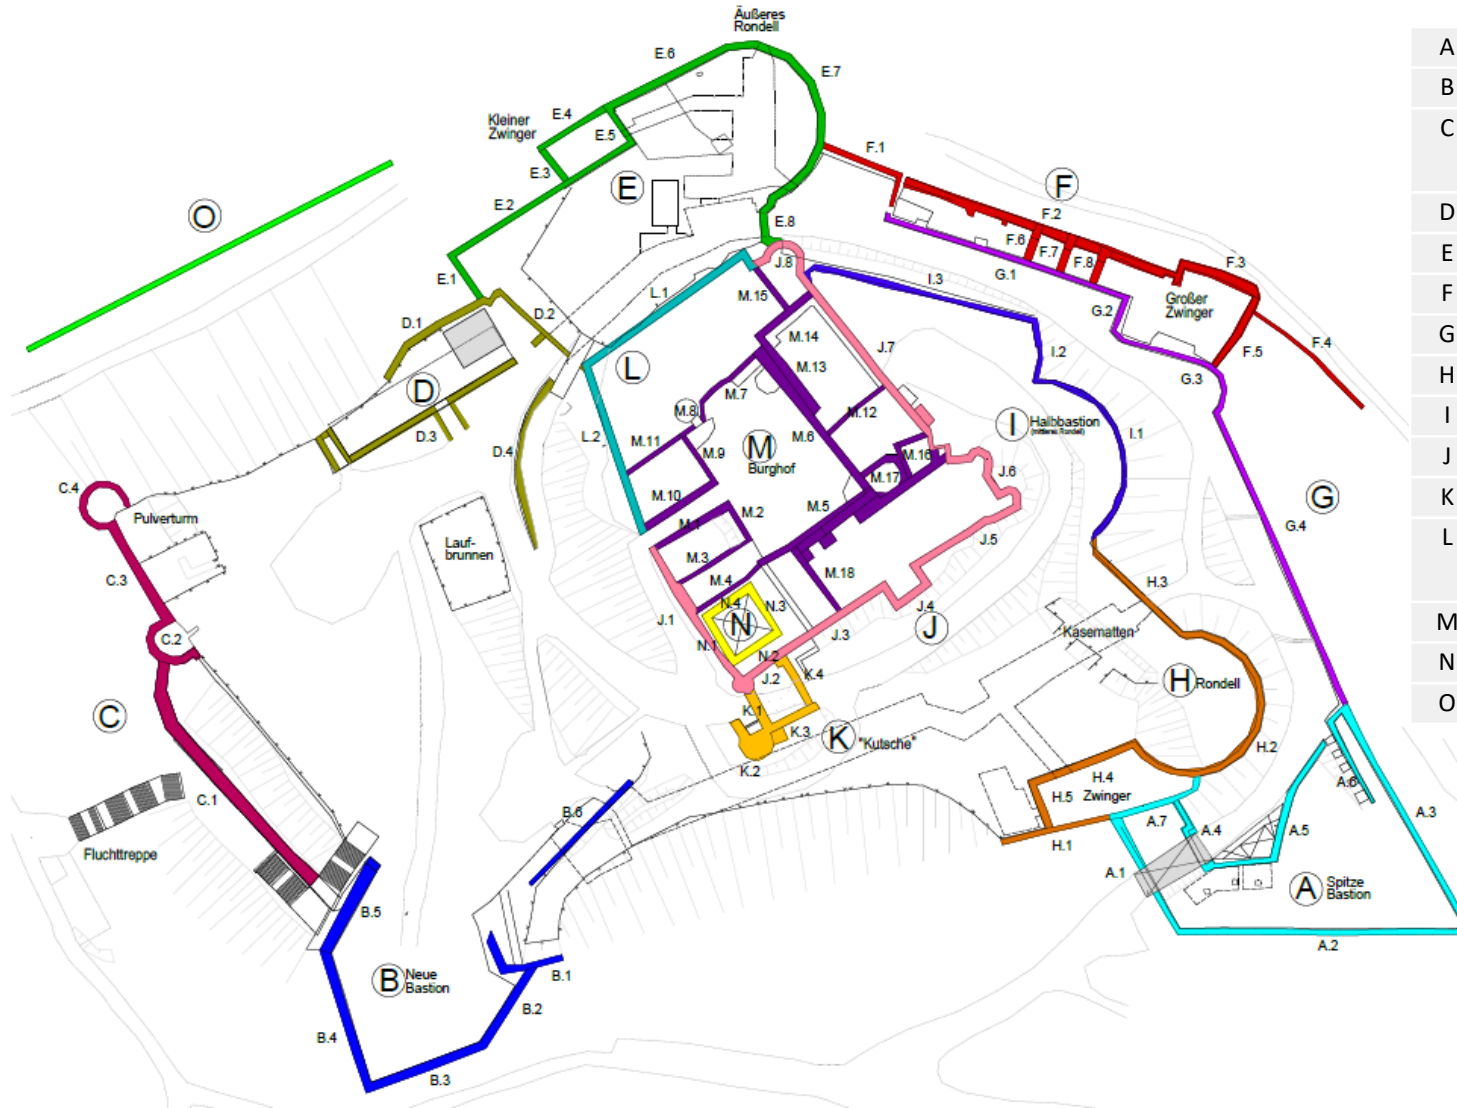 Äußeres
Rondell
E.6
E.7
E.4
Kleiner
Zwinger
E.5
E.3
E
E.2
E.8
E.1
O
F.1
F
F.2
F.6
F.7
F.8
F.3
F.4
F.5
G.1
G.2
Großer
Zwinger
G.3
G
G.4
J.8
I.3
I.2
I.1
I
Halbbastion
(mittleres Rondell)
L.1
L
L.2
D.1
D.2
D
D.3
D.4
M.15
M.14
M.13
M.7
M.8
M.12
M.6
M.11
M.9
M
Burghof
M.16
M.17
M.10
M.5
M.2
M.1
M.3
M.4
M.18
J.7
J.6
J.5
J.4
J
J.3
J.1
J.2
N.4
N.3
N
N.1
N.2
K.4
K.1
K.3
K.2
K
"Kutsche"
C.4
Pulverturm
C.3
C.2
C
C.1
Lauf-
brunnen
Fluchttreppe
Kasematten
H.3
H
Rondell
H.2
H.4
Zwinger
H.5
H.1
A.7
A.4
A.5
A.6
A.3
A.1
A
Spitze
Bastion
A.2
B.6
B.5
B
Neue
Bastion
B.1
B.2
B.4
B.3
A
B
C
D
E
F
G
H
I
J
K
L
M
N
O